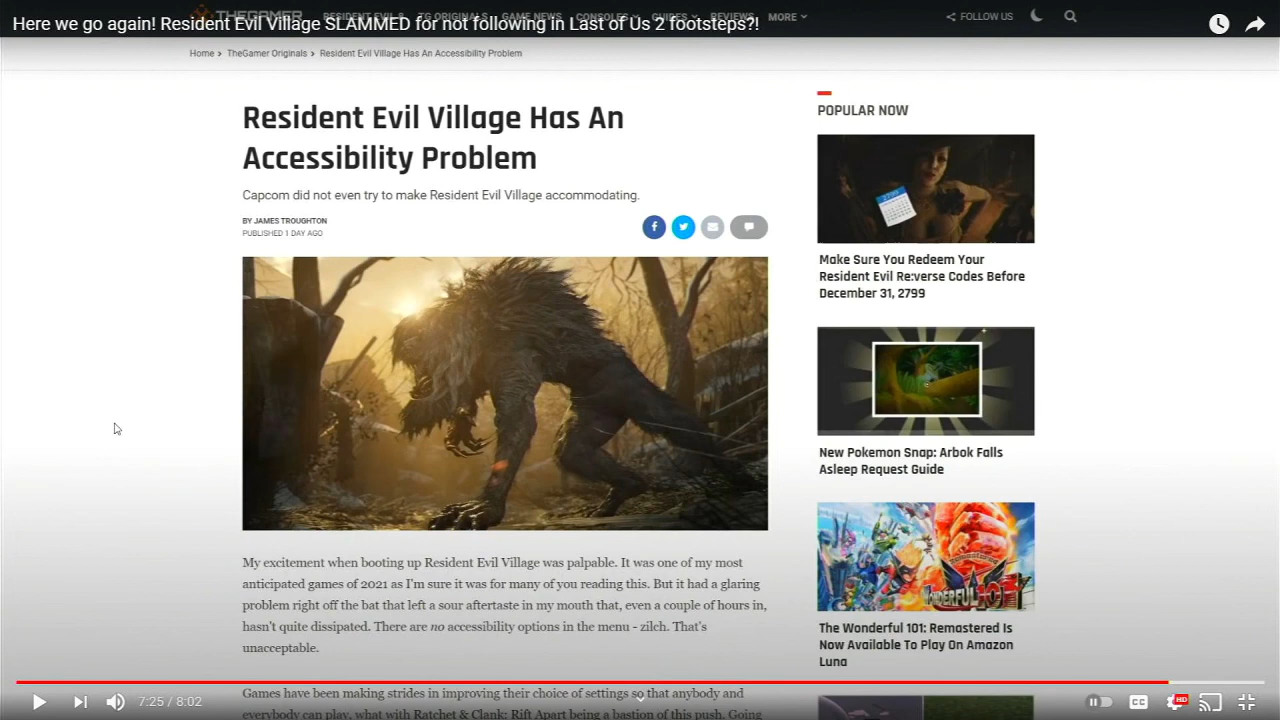 Here we go again! Resident Evil Village SLAMMED for not following in Last of Us 2 footsteps?!
THEGAMER RESIDENT EVIL 8 TG ORIGINALS GAME NEWS CONSOLES GUIDES REVIEWS MORE FOLLOW US
Home > TheGamer Originals > Resident Evil Village Has An Accessibility Problem
Resident Evil Village Has An
Accessibility Problem
Capcom did not even try to make Resident Evil Village accommodating.
BY JAMES TROUGHTON
PUBLISHED 1 DAY AGO
My excitement when booting up Resident Evil Village was palpable. It was one of my most
anticipated games of 2021 as I'm sure it was for many of you reading this. But it had a glaring
problem right off the bat that left a sour aftertaste in my mouth that, even a couple of hours in,
hasn't quite dissipated. There are no accessibility options in the menu - zilch. That's
unacceptable.
Games have been making strides in improving their choice of settings so that anybody and
everybody can play, what with Ratchet & Clank: Rift Apart being a bastion of this push. Going
POPULAR NOW
2799
Make Sure You Redeem Your
Resident Evil Re:verse Codes Before
December 31, 2799
New Pokemon Snap: Arbok Falls
Asleep Request Guide
WONDERFUL 101
The Wonderful 101: Remastered Is
Now Available To Play On Amazon
Luna
7:25 / 8:02
CC
HD